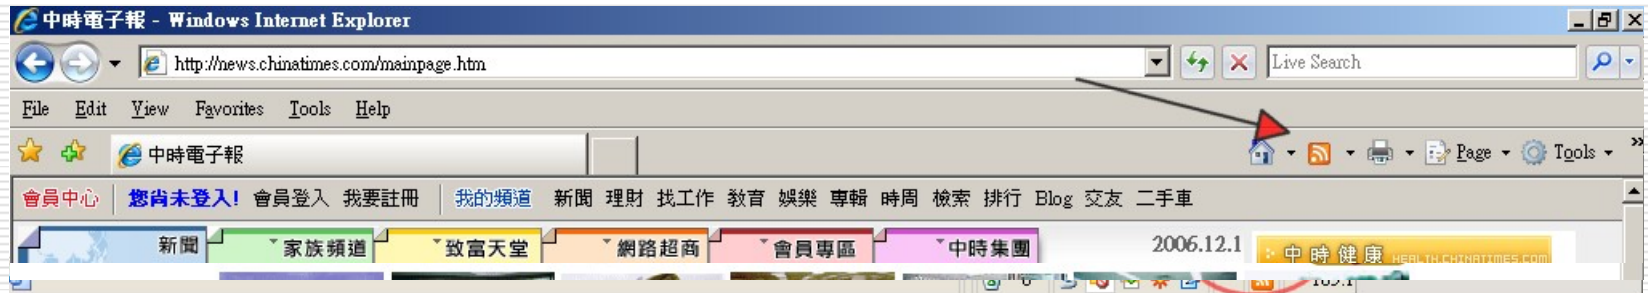 中時電子報 - Windows Internet Explorer
http://news.chinatimes.com/mainpage.htm Live Search
File Edit View Favorites Tools Help
中時電子報 Page Tools
會員中心 您尚未登入! 會員登入 我要註冊 我的頻道 新聞 理財 找工作 教育 娛樂 專輯 時周 檢索 排行 Blog 交友 二手車
新聞 家族頻道 致富天堂 網路超商 會員專區 中時集團 2006.12.1 中時健康 HEALTH.CHINATIMES.COM